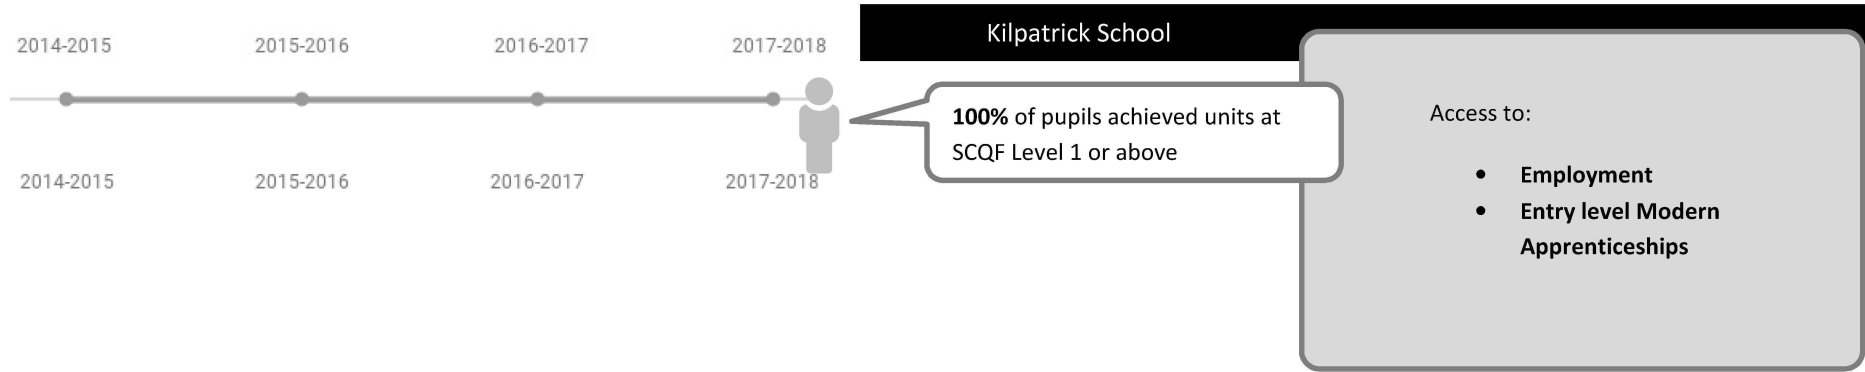 2014-2015 2015-2016 2016-2017 2017-2018
2014-2015 2015-2016 2016-2017 2017-2018
Kilpatrick School
100% of pupils achieved units at
SCQF Level 1 or above
Access to:
• Employment
• Entry level Modern
Apprenticeships